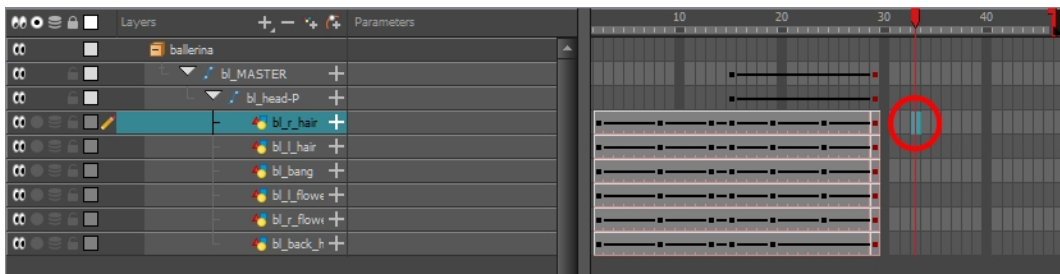 Layers Parameters 10 20 30 40
ballerina
bl_MASTER
bl_head-P
bl_r_hair
bl_l_hair
bl_bang
bl_l_flowe
bl_r_flowe
bl_back_h